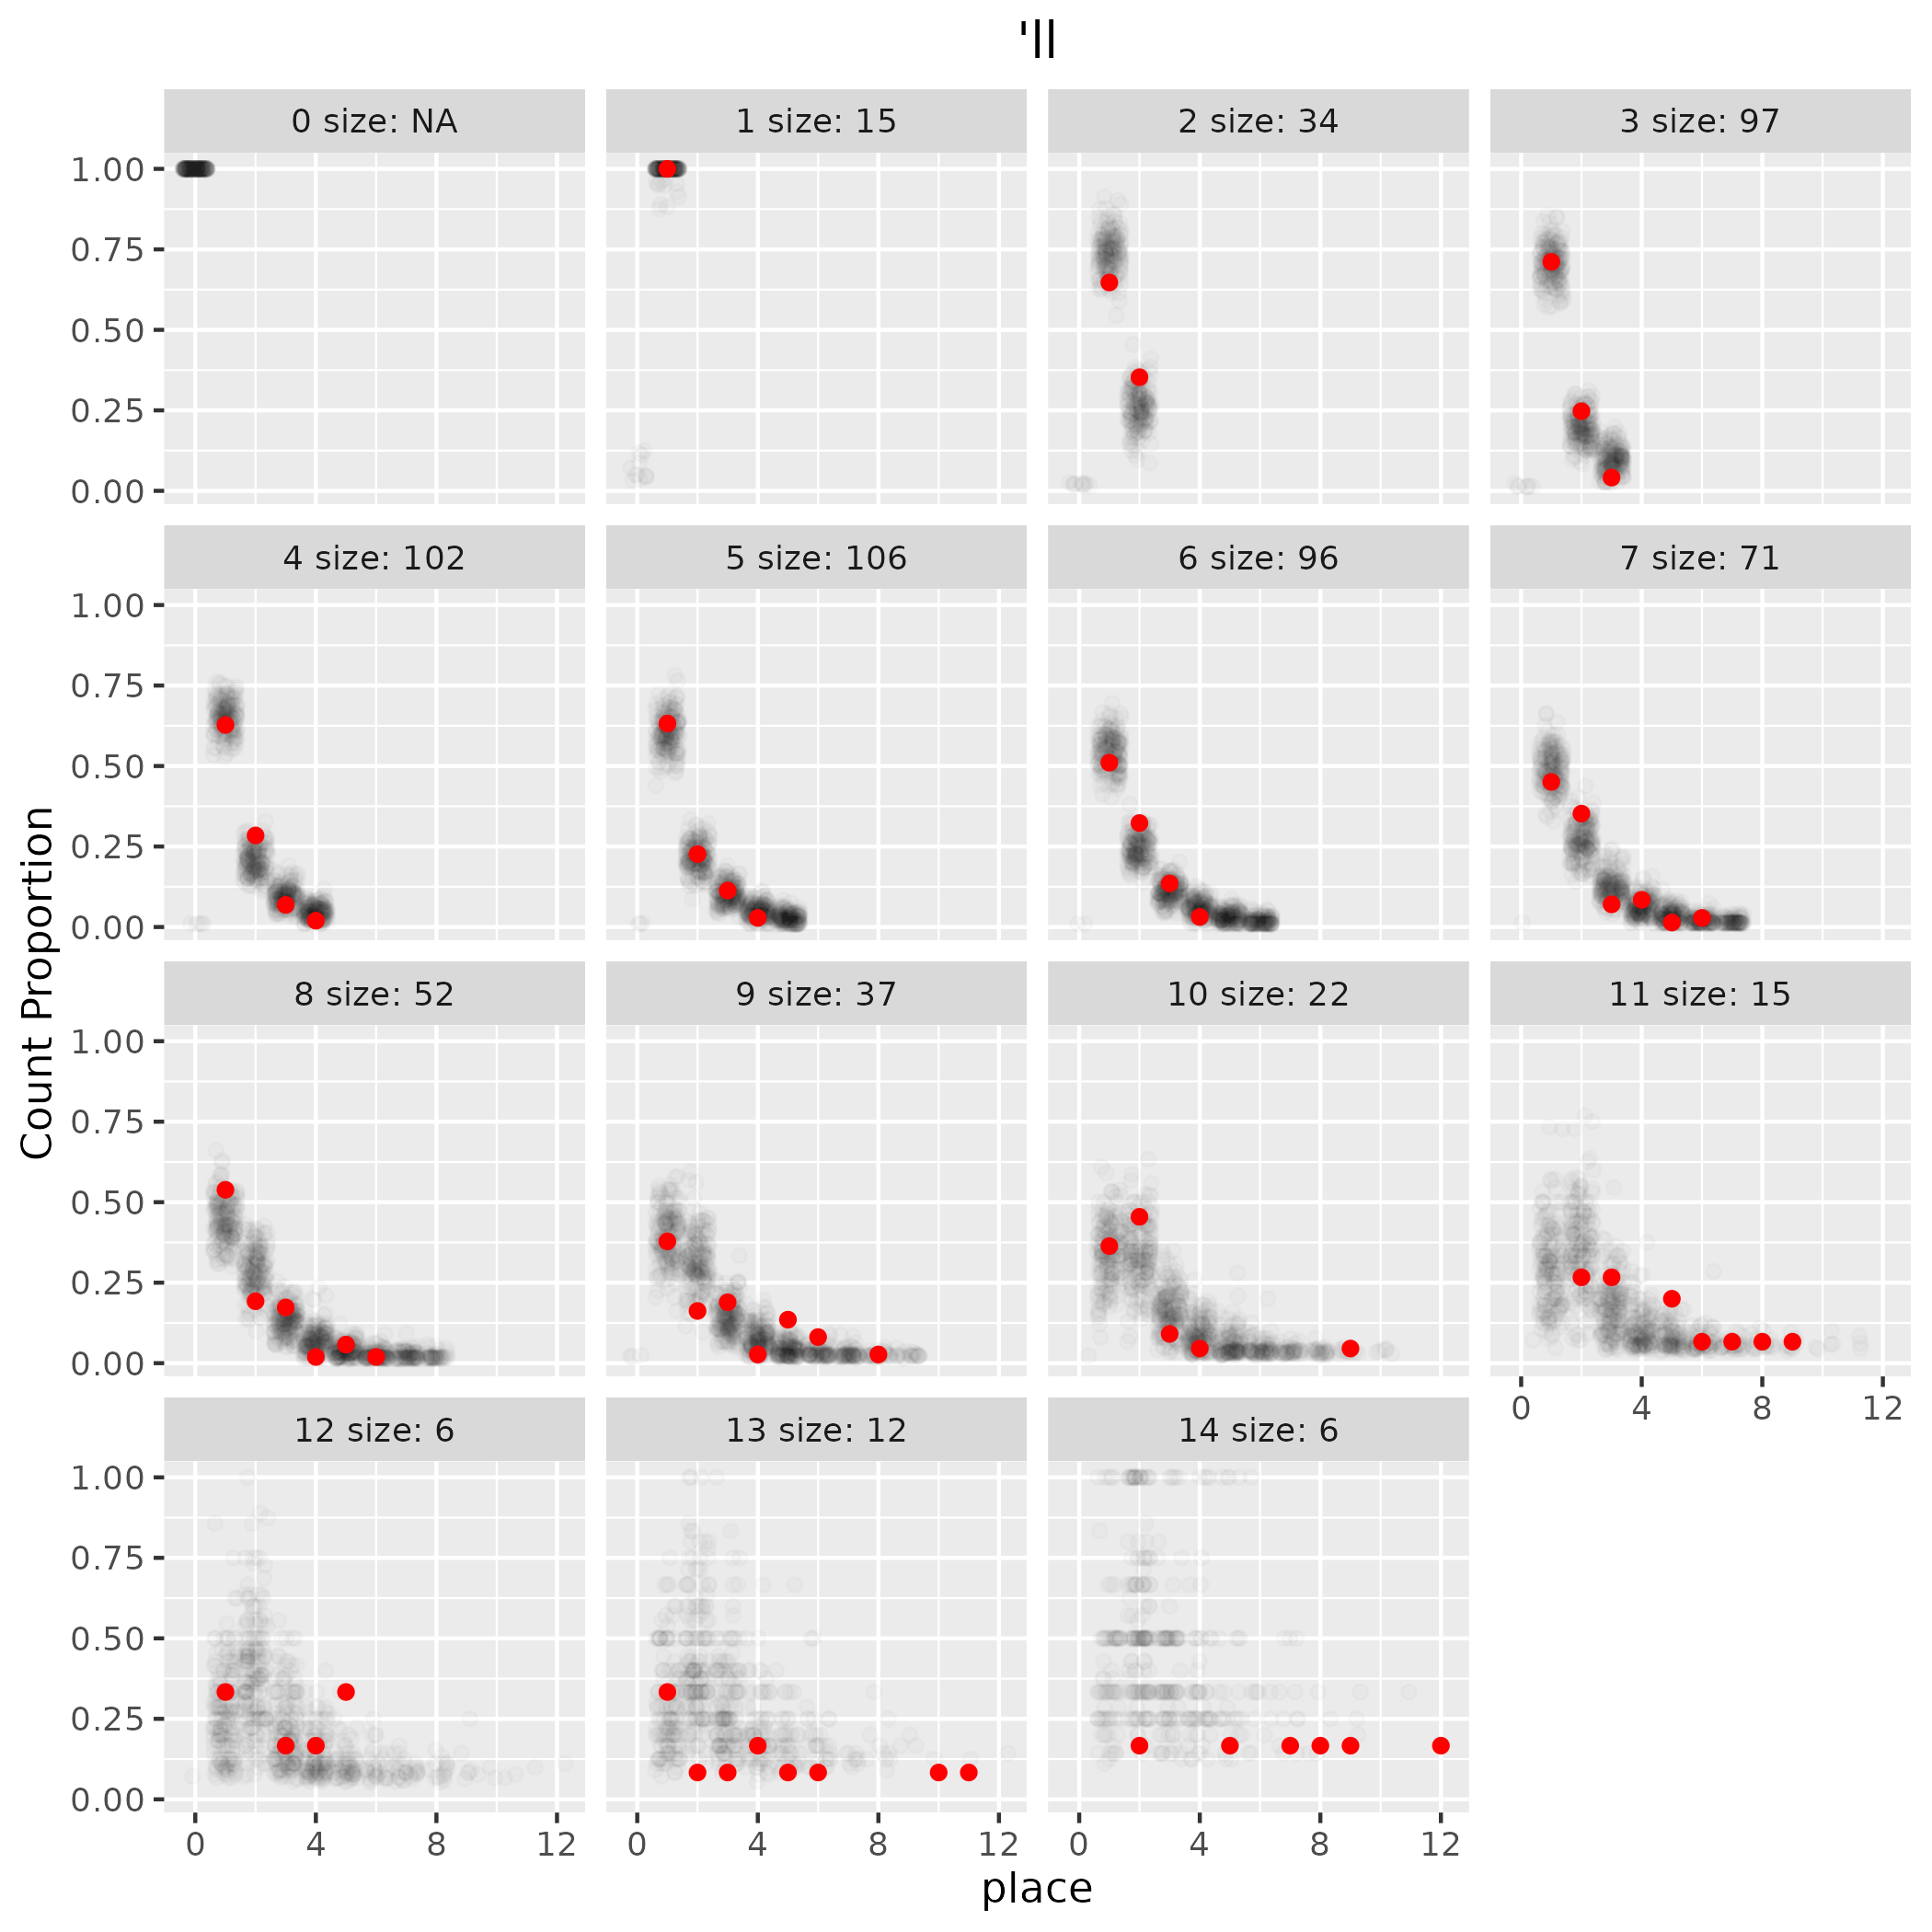 'll
0 size: NA
1 size: 15
2 size: 34
3 size: 97
1.00
0.75
0.50
0.25
0.00
4 size: 102
5 size: 106
6 size: 96
7 size: 71
1.00
0.75
0.50
0.25
0.00
8 size: 52
9 size: 37
10 size: 22
11 size: 15
1.00
0.75
0.50
0.25
0.00
0 4 8 12
12 size: 6
13 size: 12
14 size: 6
1.00
0.75
0.50
0.25
0.00
0 4 8 12
0 4 8 12
0 4 8 12
place
Count Proportion